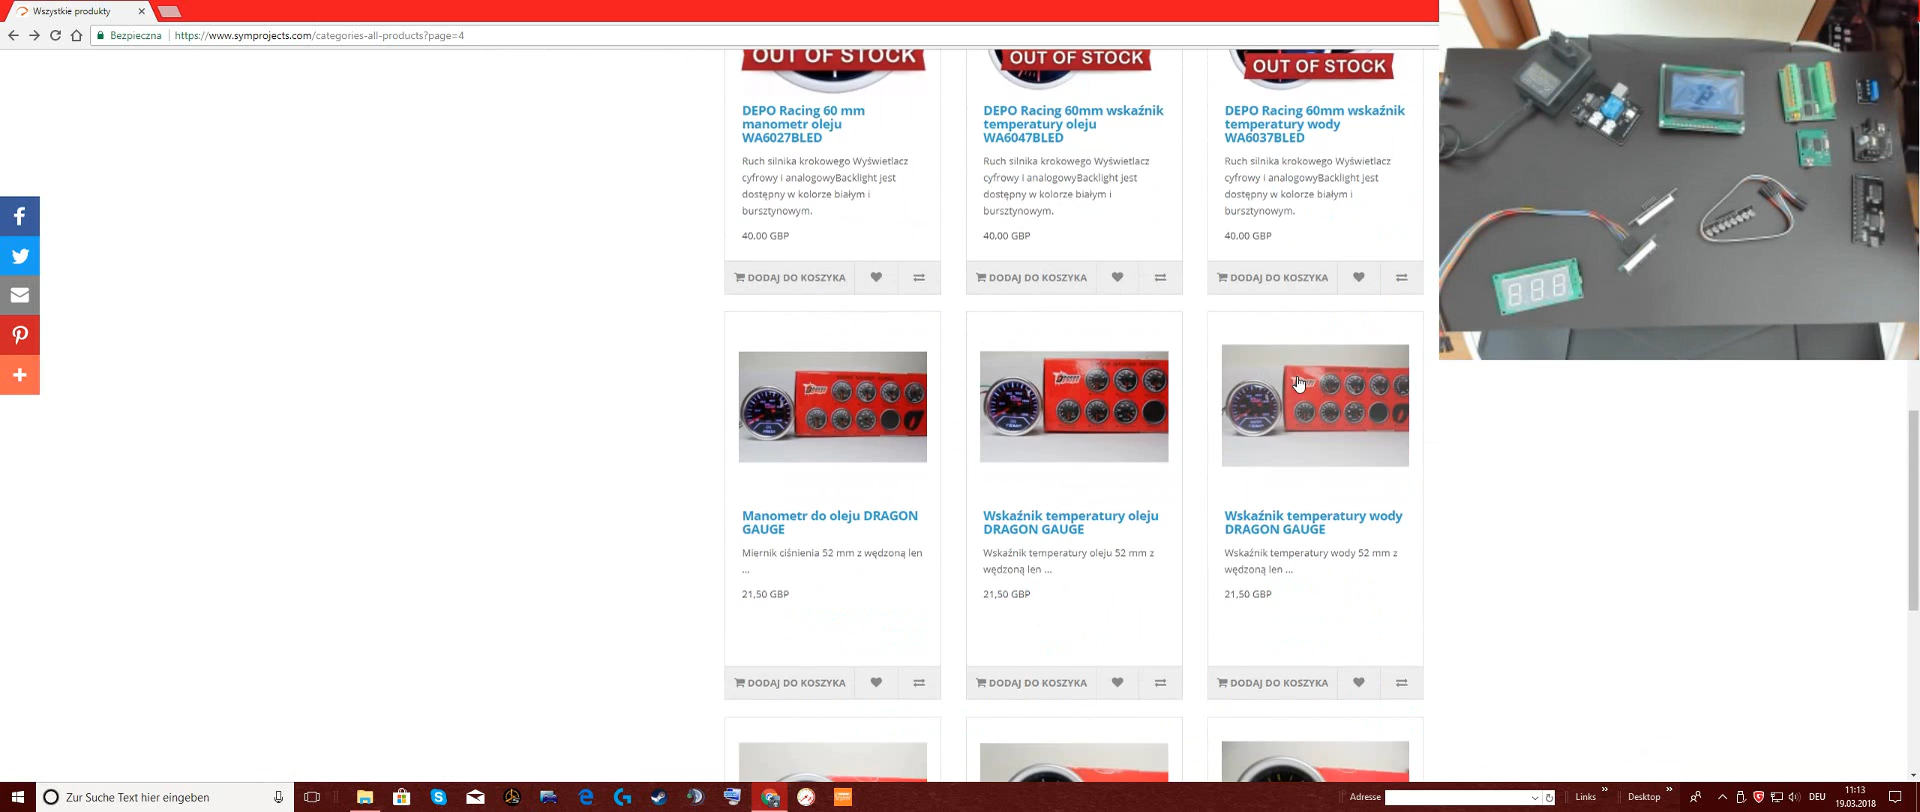 Wszystkie produkty
Bezpieczna https://www.symprojects.com/categories-all-products?page=4
OUT OF STOCK
OUT OF STOCK
OUT OF STOCK
DEPO Racing 60 mm
manometr oleju
WA6027BLED
Ruch silnika krokowego Wyświetlacz
cyfrowy i analogowyBacklight jest
dostępny w kolorze białym i
bursztynowym.
40,00 GBP
DODAJ DO KOSZYKA
DEPO Racing 60mm wskaźnik
temperatury oleju
WA6047BLED
Ruch silnika krokowego Wyświetlacz
cyfrowy i analogowyBacklight jest
dostępny w kolorze białym i
bursztynowym.
40,00 GBP
DODAJ DO KOSZYKA
DEPO Racing 60mm wskaźnik
temperatury wody
WA6037BLED
Ruch silnika krokowego Wyświetlacz
cyfrowy i analogowyBacklight jest
dostępny w kolorze białym i
bursztynowym.
40,00 GBP
DODAJ DO KOSZYKA
Manometr do oleju DRAGON
GAUGE
Miernik ciśnienia 52 mm z wędzoną len
...
21,50 GBP
DODAJ DO KOSZYKA
Wskaźnik temperatury oleju
DRAGON GAUGE
Wskaźnik temperatury oleju 52 mm z
wędzoną len ...
21,50 GBP
DODAJ DO KOSZYKA
Wskaźnik temperatury wody
DRAGON GAUGE
Wskaźnik temperatury wody 52 mm z
wędzoną len ...
21,50 GBP
DODAJ DO KOSZYKA
Zur Suche Text hier eingeben
Adresse
Links
Desktop
DEU
11:13
19.03.2018